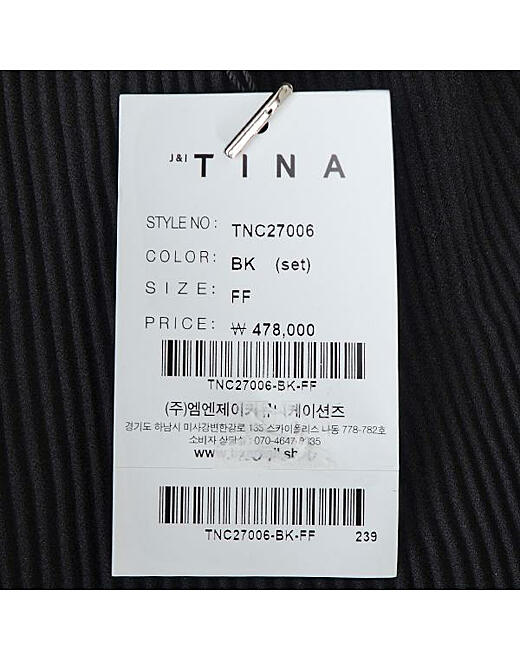 J&I TINA
STYLE NO : TNC27006
COLOR: BK (set)
SIZE: FF
PRICE: ₩ 478,000
TNC27006-BK-FF
(주)엠엔제이커뮤니케이션즈
경기도 하남시 미사강변한강로 135 스카이폴리스 나동 778-782호
소비자 상담실 : 070-4647-
www.
TNC27006-BK-FF 239